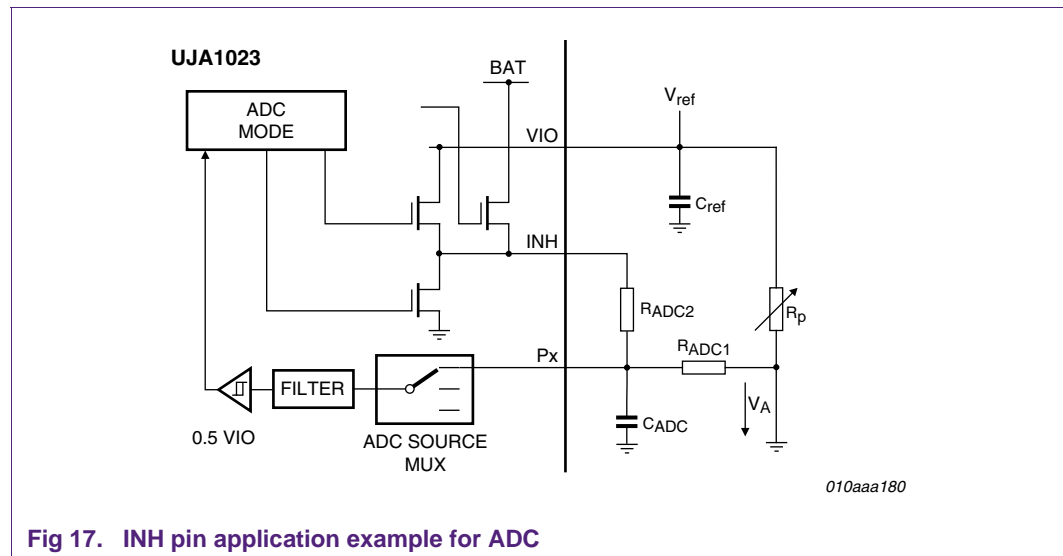 UJA1023
BAT
ADC
MODE
Vref
VIO
Cref
INH
RADC2
Rp
Px
RADC1
FILTER
VA
CADC
0.5 VIO
ADC SOURCE
MUX
010aaa180
Fig 17. INH pin application example for ADC